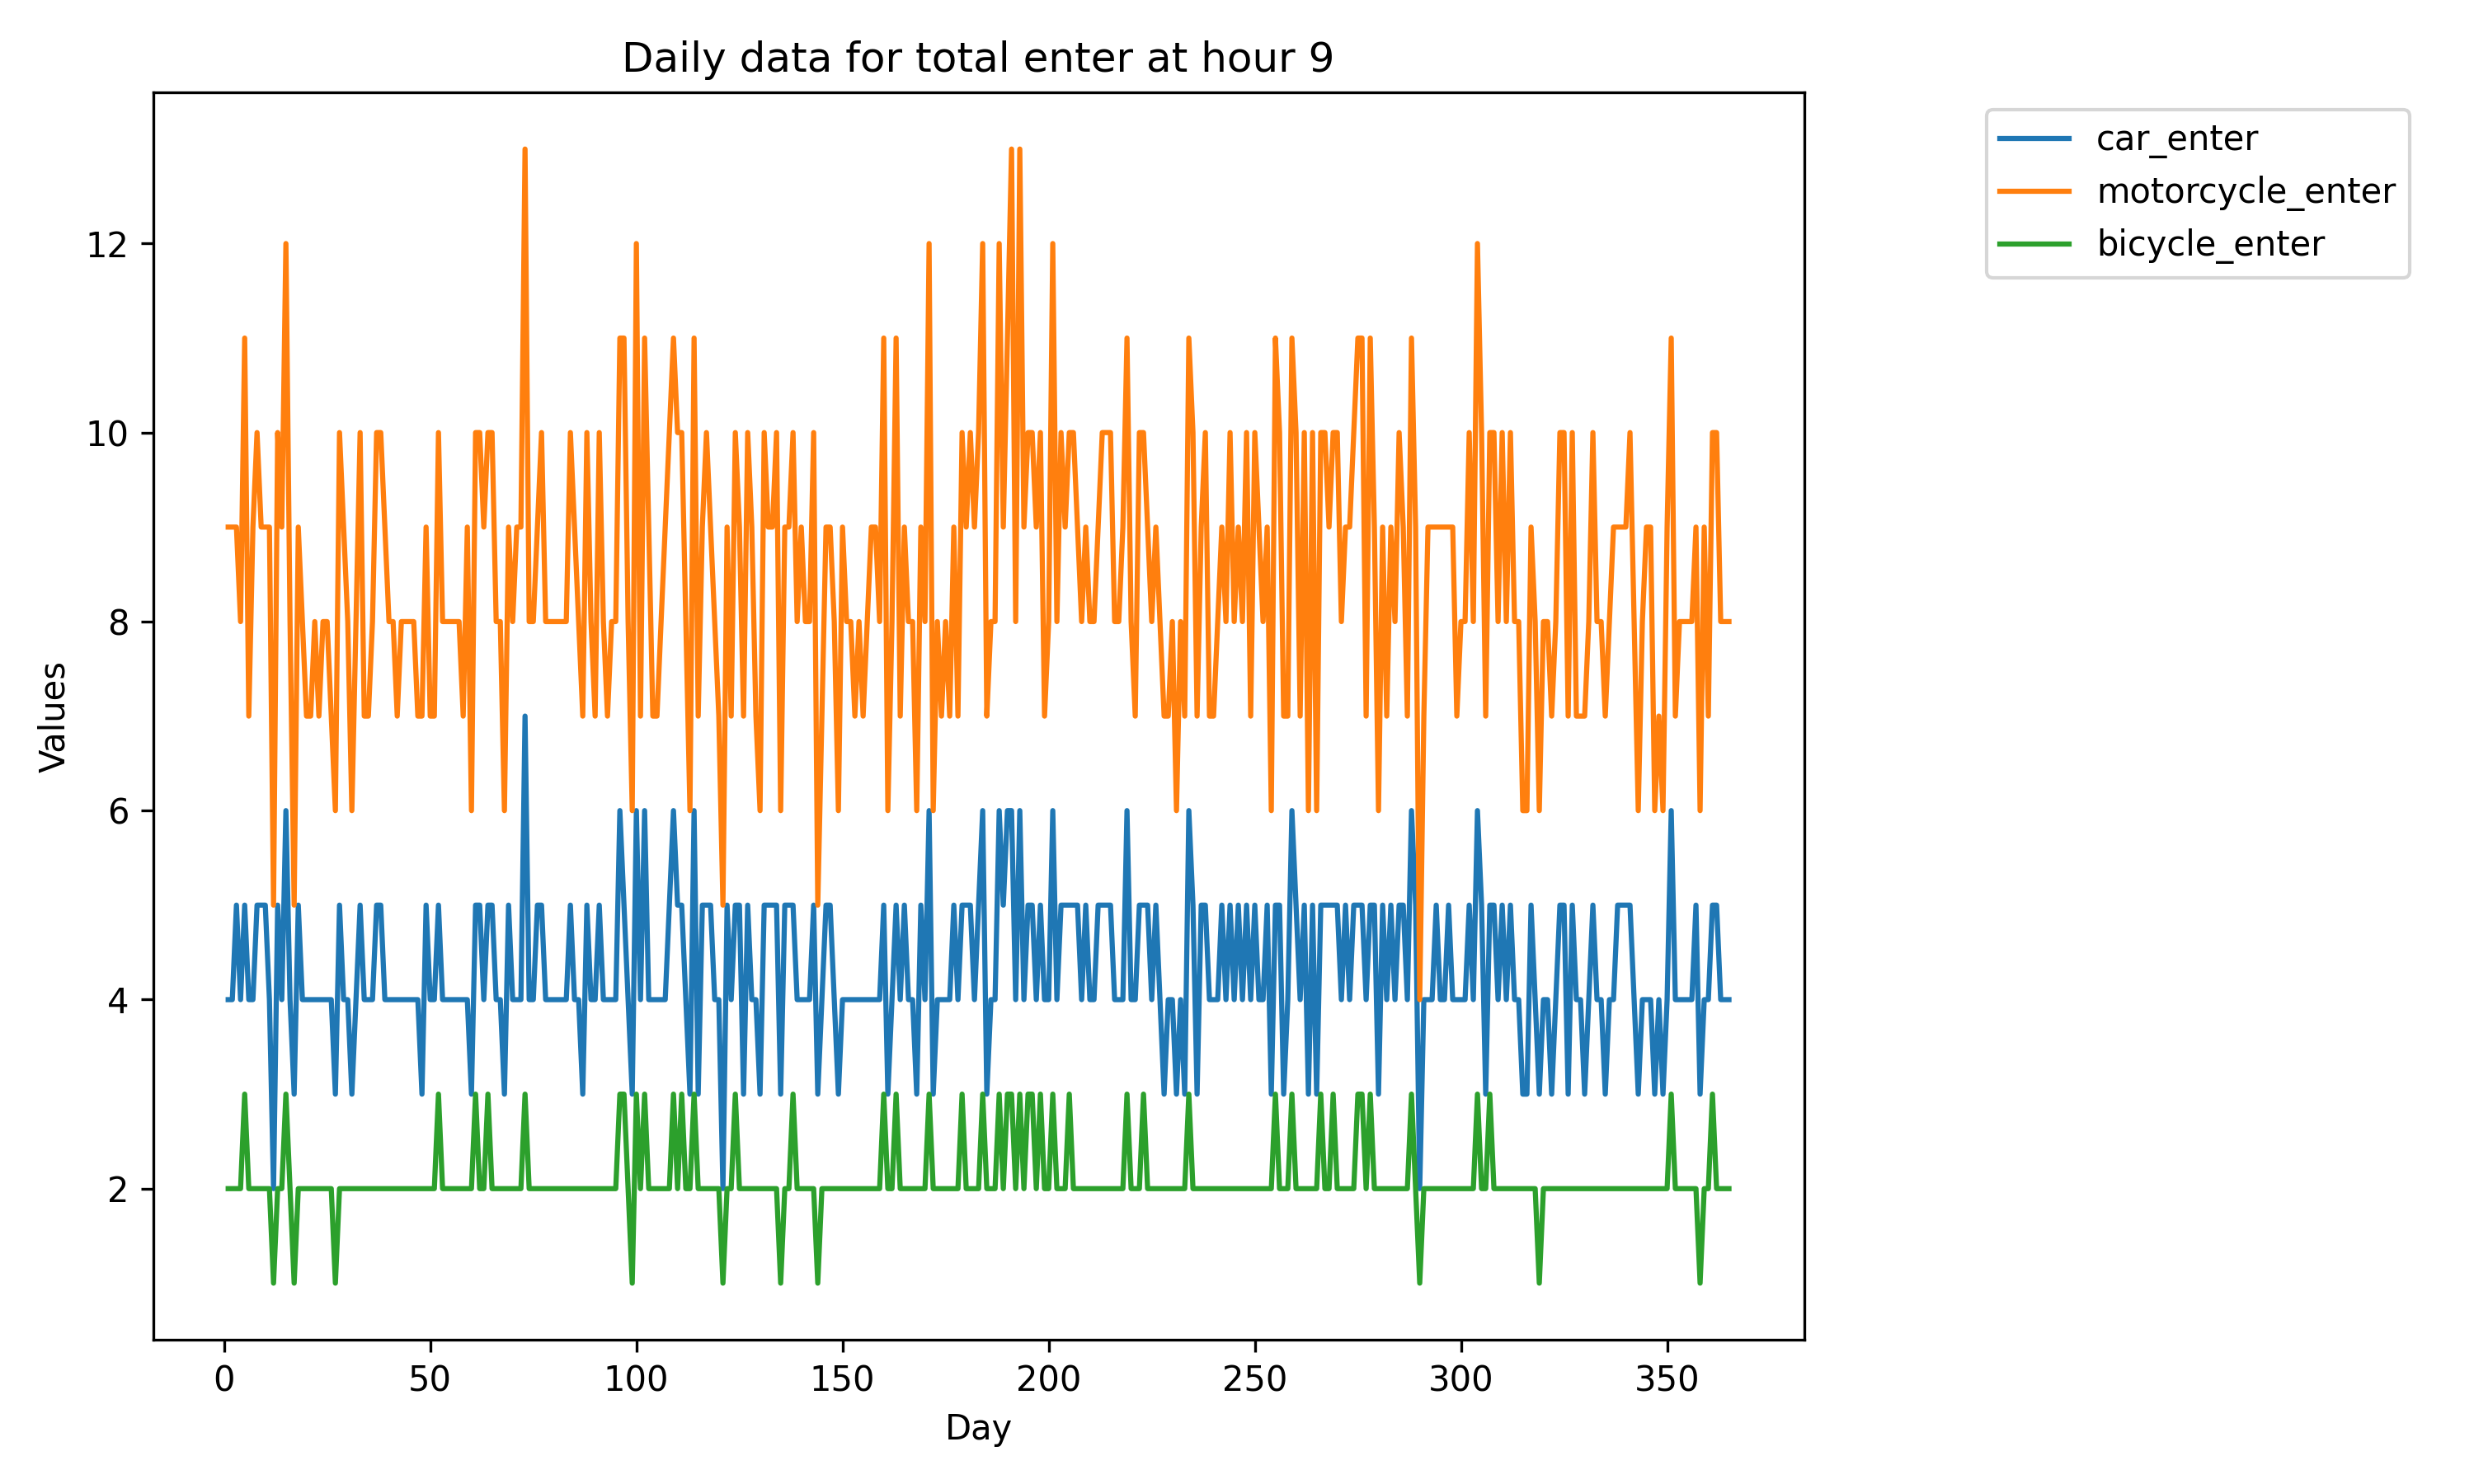 Daily data for total enter at hour 9
car_enter
motorcycle_enter
bicycle_enter
Values
12
10
8
6
4
2
0 50 100 150 200 250 300 350
Day